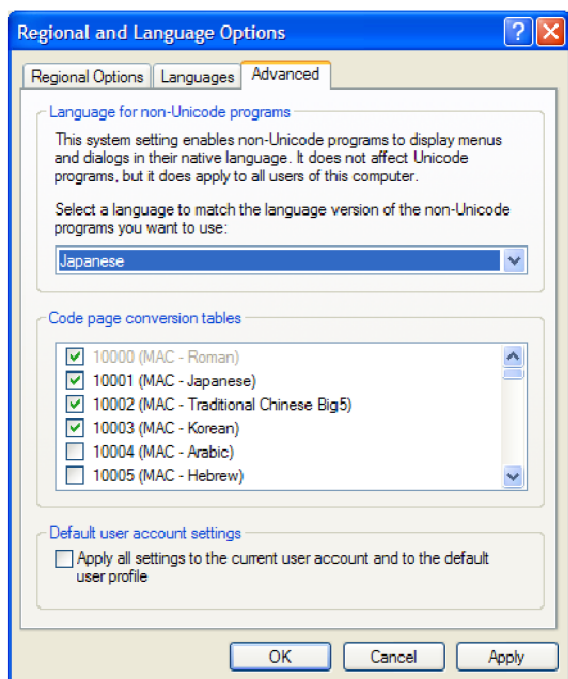 Regional and Language Options
Regional Options Languages Advanced
Language for non-Unicode programs
This system setting enables non-Unicode programs to display menus
and dialogs in their native language. It does not affect Unicode
programs, but it does apply to all users of this computer.
Select a language to match the language version of the non-Unicode
programs you want to use:
Japanese
Code page conversion tables
10000 (MAC - Roman)
10001 (MAC - Japanese)
10002 (MAC - Traditional Chinese Big5)
10003 (MAC - Korean)
10004 (MAC - Arabic)
10005 (MAC - Hebrew)
Default user account settings
Apply all settings to the current user account and to the default
user profile
OK Cancel Apply